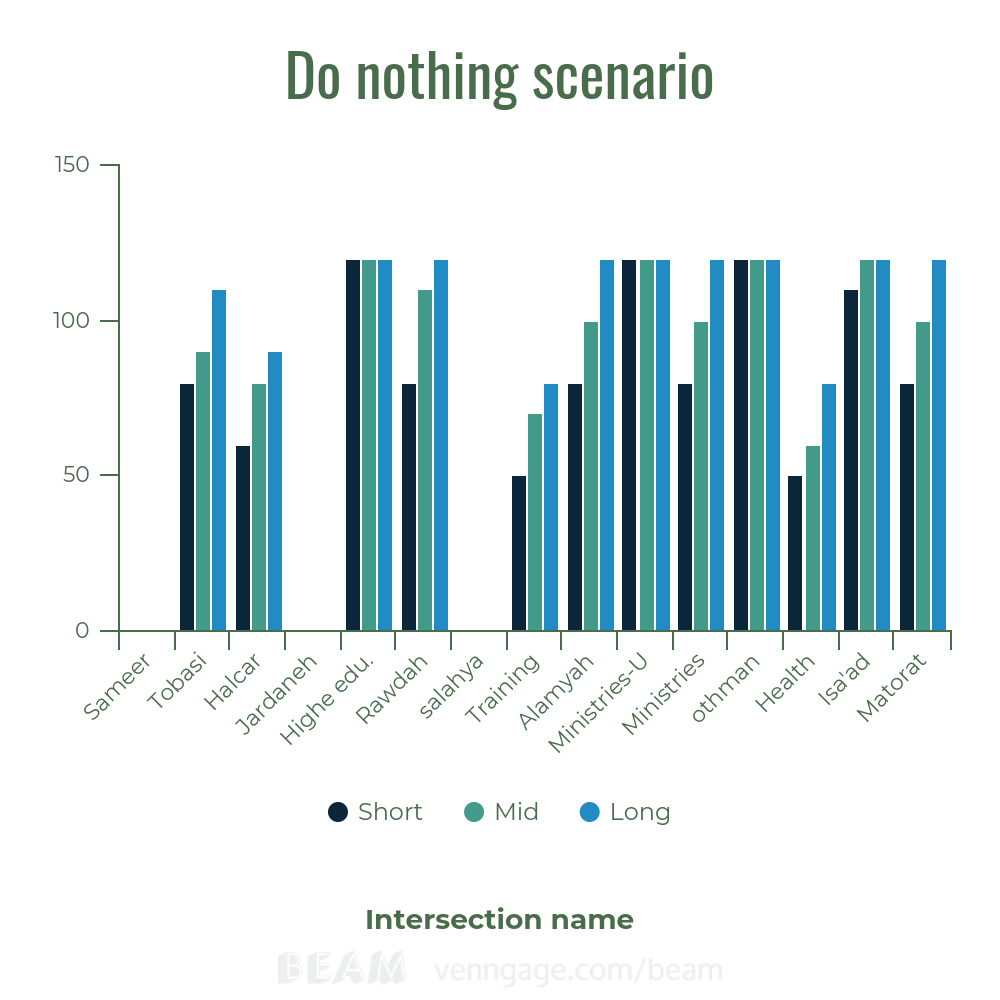 Do nothing scenario
150
100
50
0
Sameer
Tobasi
Halcar
Jardaneh
Highe edu.
Rawdah
salahya
Training
Alamyah
Ministries-U
Ministries
othman
Health
Isa'ad
Matorat
Short Mid Long
Intersection name
BEAM venngage.com/beam